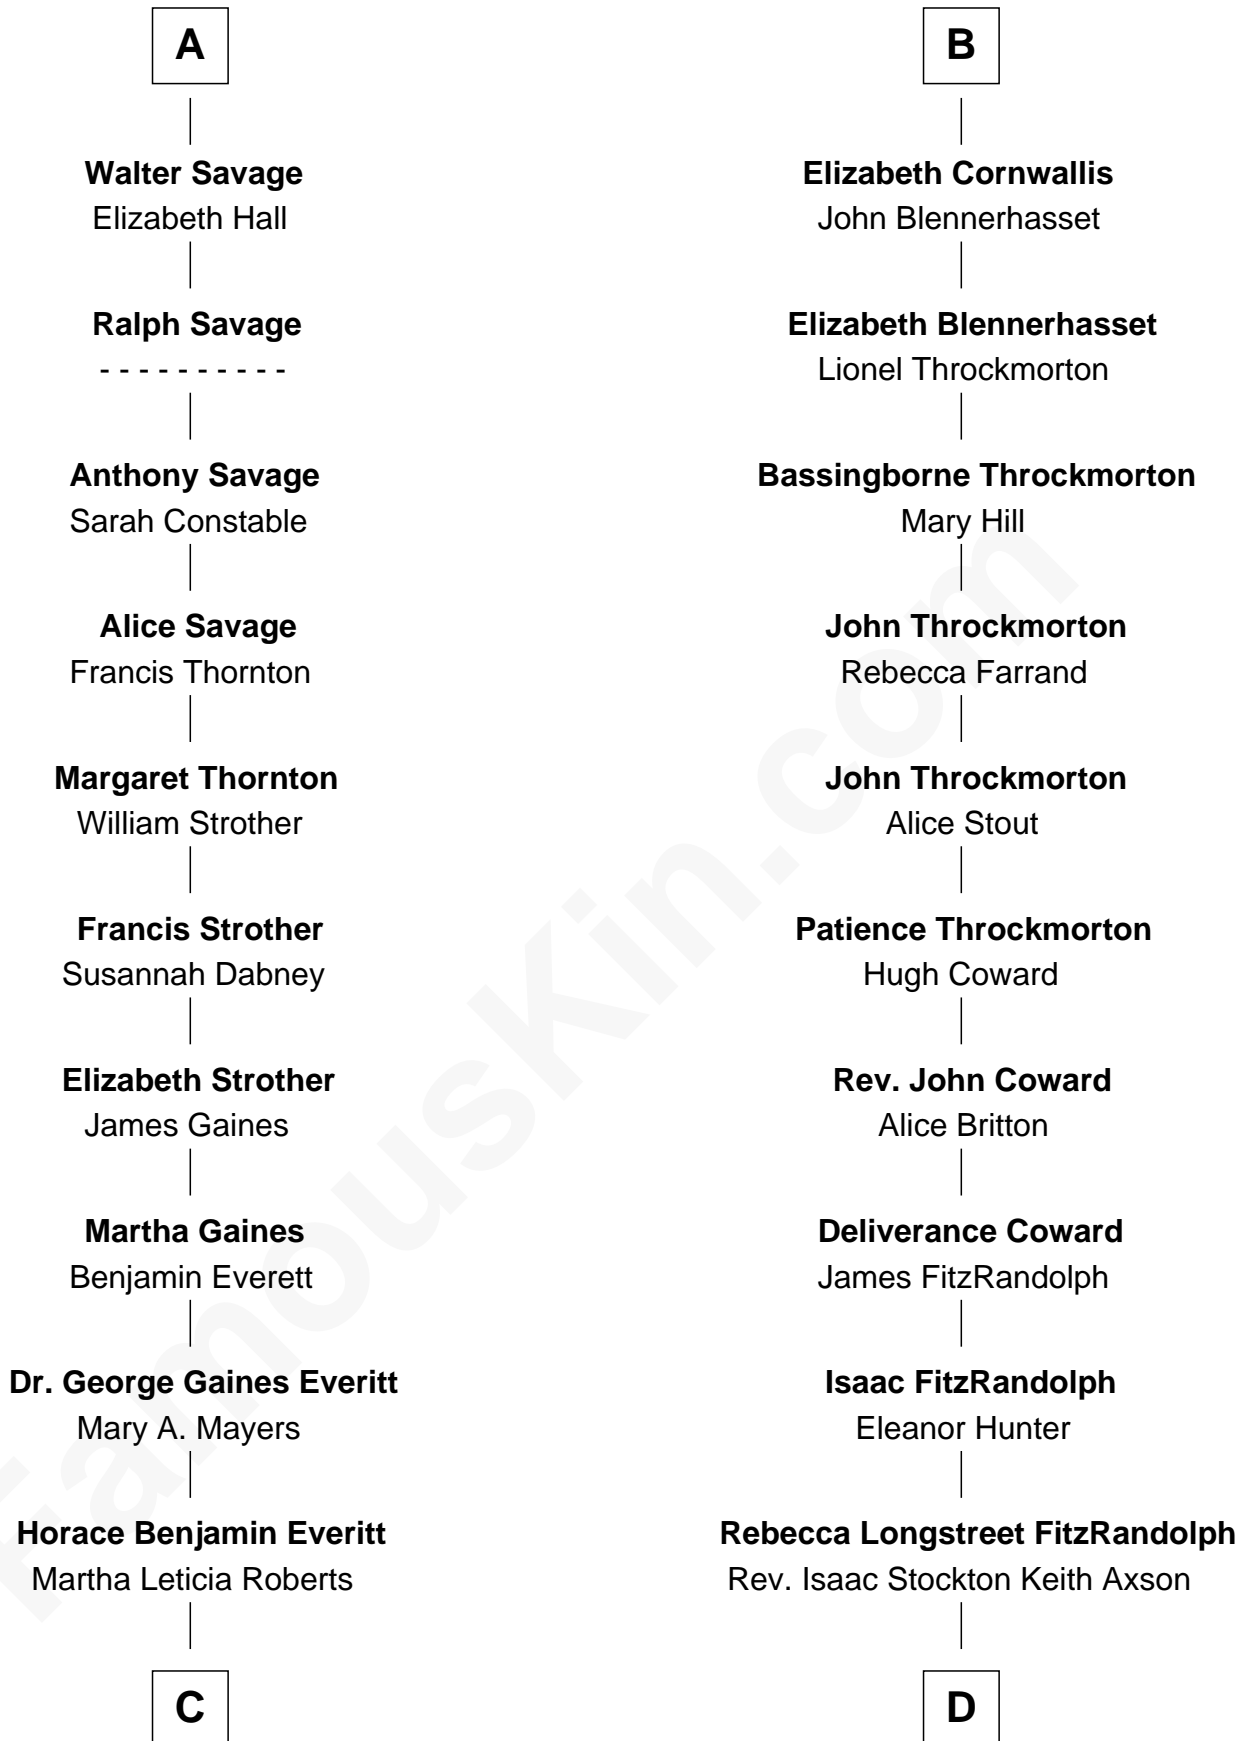 A
Walter Savage
Elizabeth Hall
Ralph Savage
- - - - - - - - - -
Anthony Savage
Sarah Constable
Alice Savage
Francis Thornton
Margaret Thornton
William Strother
Francis Strother
Susannah Dabney
Elizabeth Strother
James Gaines
Martha Gaines
Benjamin Everett
Dr. George Gaines Everitt
Mary A. Mayers
Horace Benjamin Everitt
Martha Leticia Roberts
C
B
Elizabeth Cornwallis
John Blennerhasset
Elizabeth Blennerhasset
Lionel Throckmorton
Bassingborne Throckmorton
Mary Hill
John Throckmorton
Rebecca Farrand
John Throckmorton
Alice Stout
Patience Throckmorton
Hugh Coward
Rev. John Coward
Alice Britton
Deliverance Coward
James FitzRandolph
Isaac FitzRandolph
Eleanor Hunter
Rebecca Longstreet FitzRandolph
Rev. Isaac Stockton Keith Axson
D
FamousKin.com